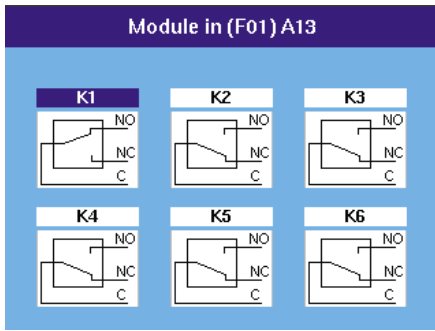 Module in (F01) A13
K1 K2 K3
NO NO NO
NC NC NC
C C C
K4 K5 K6
NO NO NO
NC NC NC
C C C